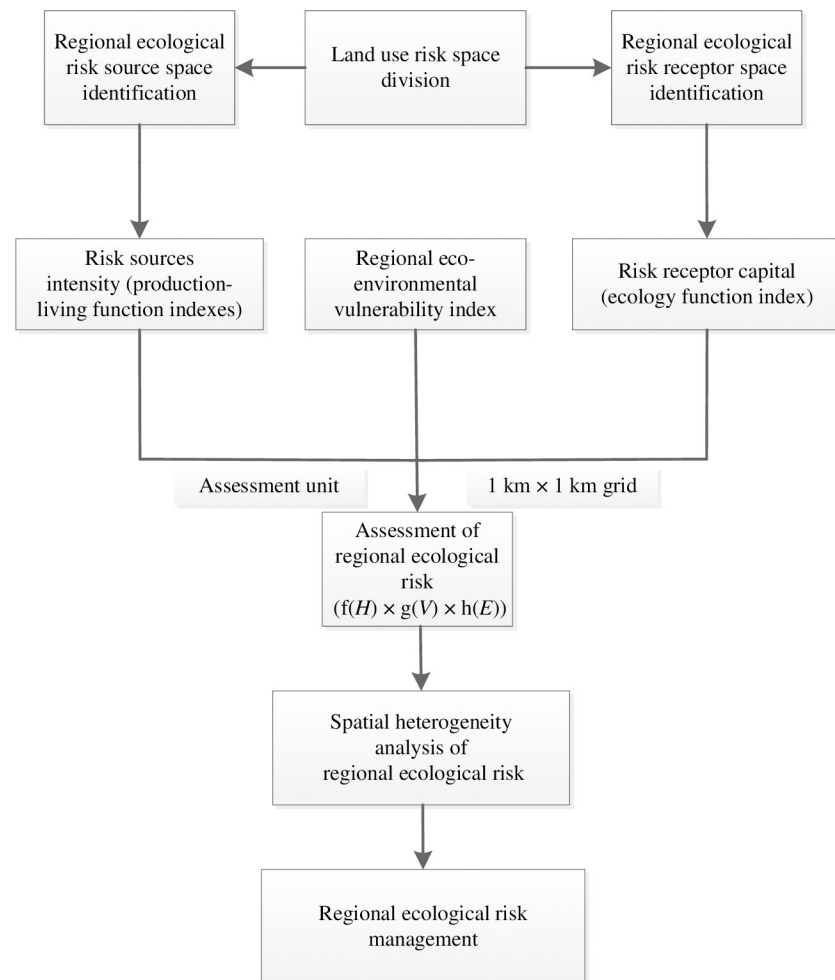 Regional ecological
risk source space
identification
Land use risk space
division
Regional ecological
risk receptor space
identification
Risk sources
intensity (production-
living function indexes)
Regional eco-
environmental
vulnerability index
Risk receptor capital
(ecology function index)
Assessment unit
1 km × 1 km grid
Assessment of
regional ecological
risk
(f(H) × g(V) × h(E))
Spatial heterogeneity
analysis of
regional ecological risk
Regional ecological risk
management